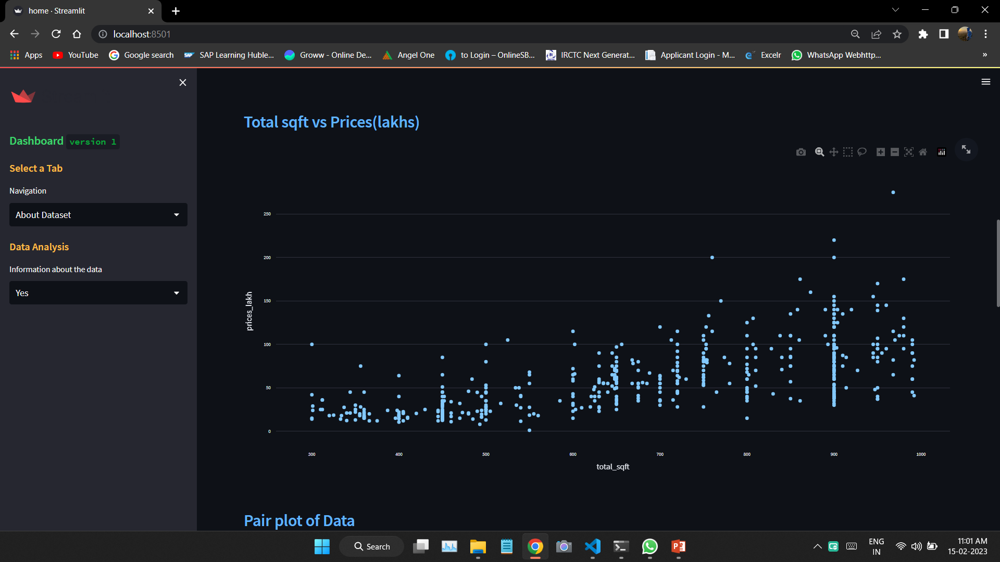 home · Streamlit
localhost:8501
Apps
YouTube
Google search
SAP Learning Huble...
Groww - Online De...
Angel One
to Login – OnlineSB...
IRCTC Next Generat...
Applicant Login - M...
Excelr
WhatsApp Webhttp...
»
Dashboard version 1
Select a Tab
Navigation
About Dataset
Data Analysis
Information about the data
Yes
Total sqft vs Prices(lakhs)
250
200
150
100
50
0
prices_lakh
300 400 500 600 700 800 900 1000
total_sqft
Pair plot of Data
Search
ENG
IN
11:01 AM
15-02-2023